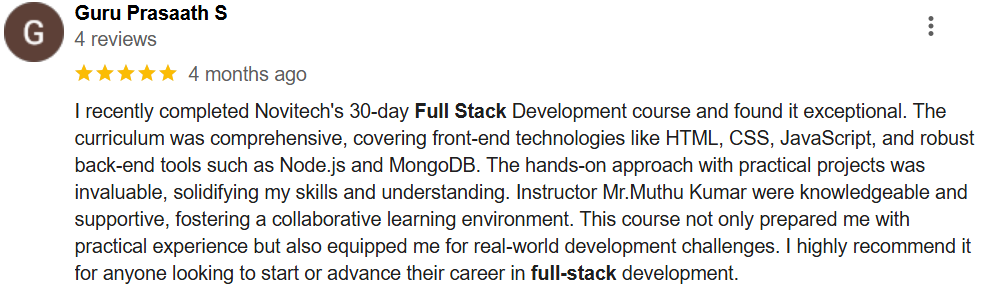 G
Guru Prasaath S
4 reviews
4 months ago
I recently completed Novitech's 30-day Full Stack Development course and found it exceptional. The
curriculum was comprehensive, covering front-end technologies like HTML, CSS, JavaScript, and robust
back-end tools such as Node.js and MongoDB. The hands-on approach with practical projects was
invaluable, solidifying my skills and understanding. Instructor Mr.Muthu Kumar were knowledgeable and
supportive, fostering a collaborative learning environment. This course not only prepared me with
practical experience but also equipped me for real-world development challenges. I highly recommend it
for anyone looking to start or advance their career in full-stack development.